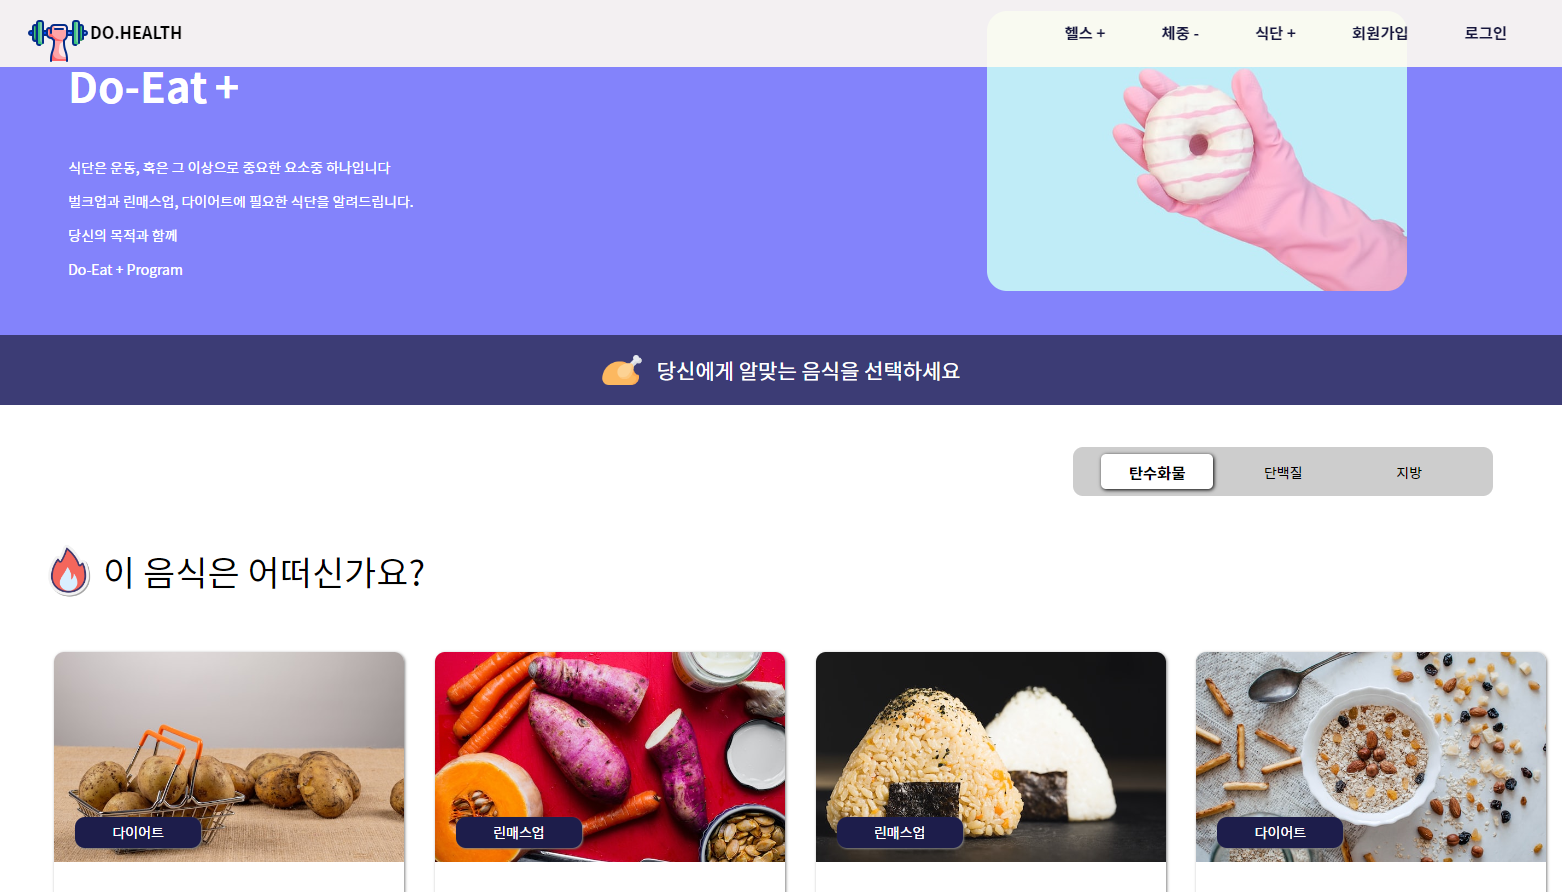 DO.HEALTH
헬스 +
체중 -
식단 +
회원가입
로그인
Do-Eat +
식단은 운동, 혹은 그 이상으로 중요한 요소중 하나입니다
벌크업과 린매스업, 다이어트에 필요한 식단을 알려드립니다.
당신의 목적과 함께
Do-Eat + Program
당신에게 알맞는 음식을 선택하세요
탄수화물
단백질
지방
이 음식은 어떠신가요?
다이어트
린매스업
린매스업
다이어트